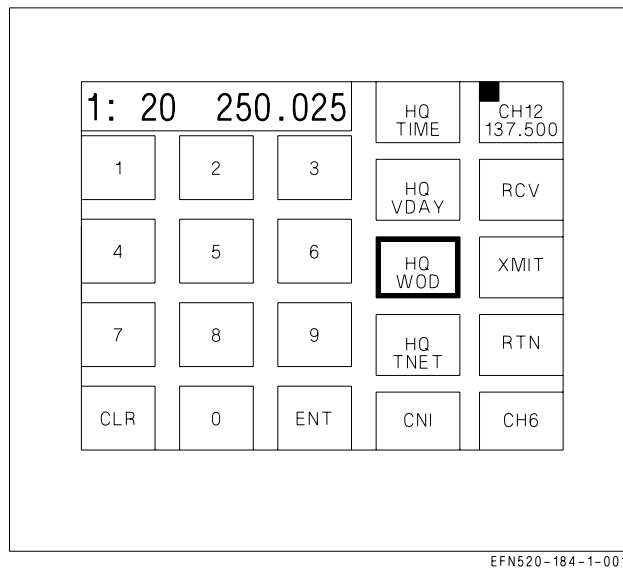 1: 20 250.025
HQ
TIME
CH12
137.500
1
2
3
HQ
VDAY
RCV
4
5
6
HQ
WOD
XMIT
7
8
9
HQ
TNET
RTN
CLR
0
ENT
CNI
CH6
EFN520-184-1-001